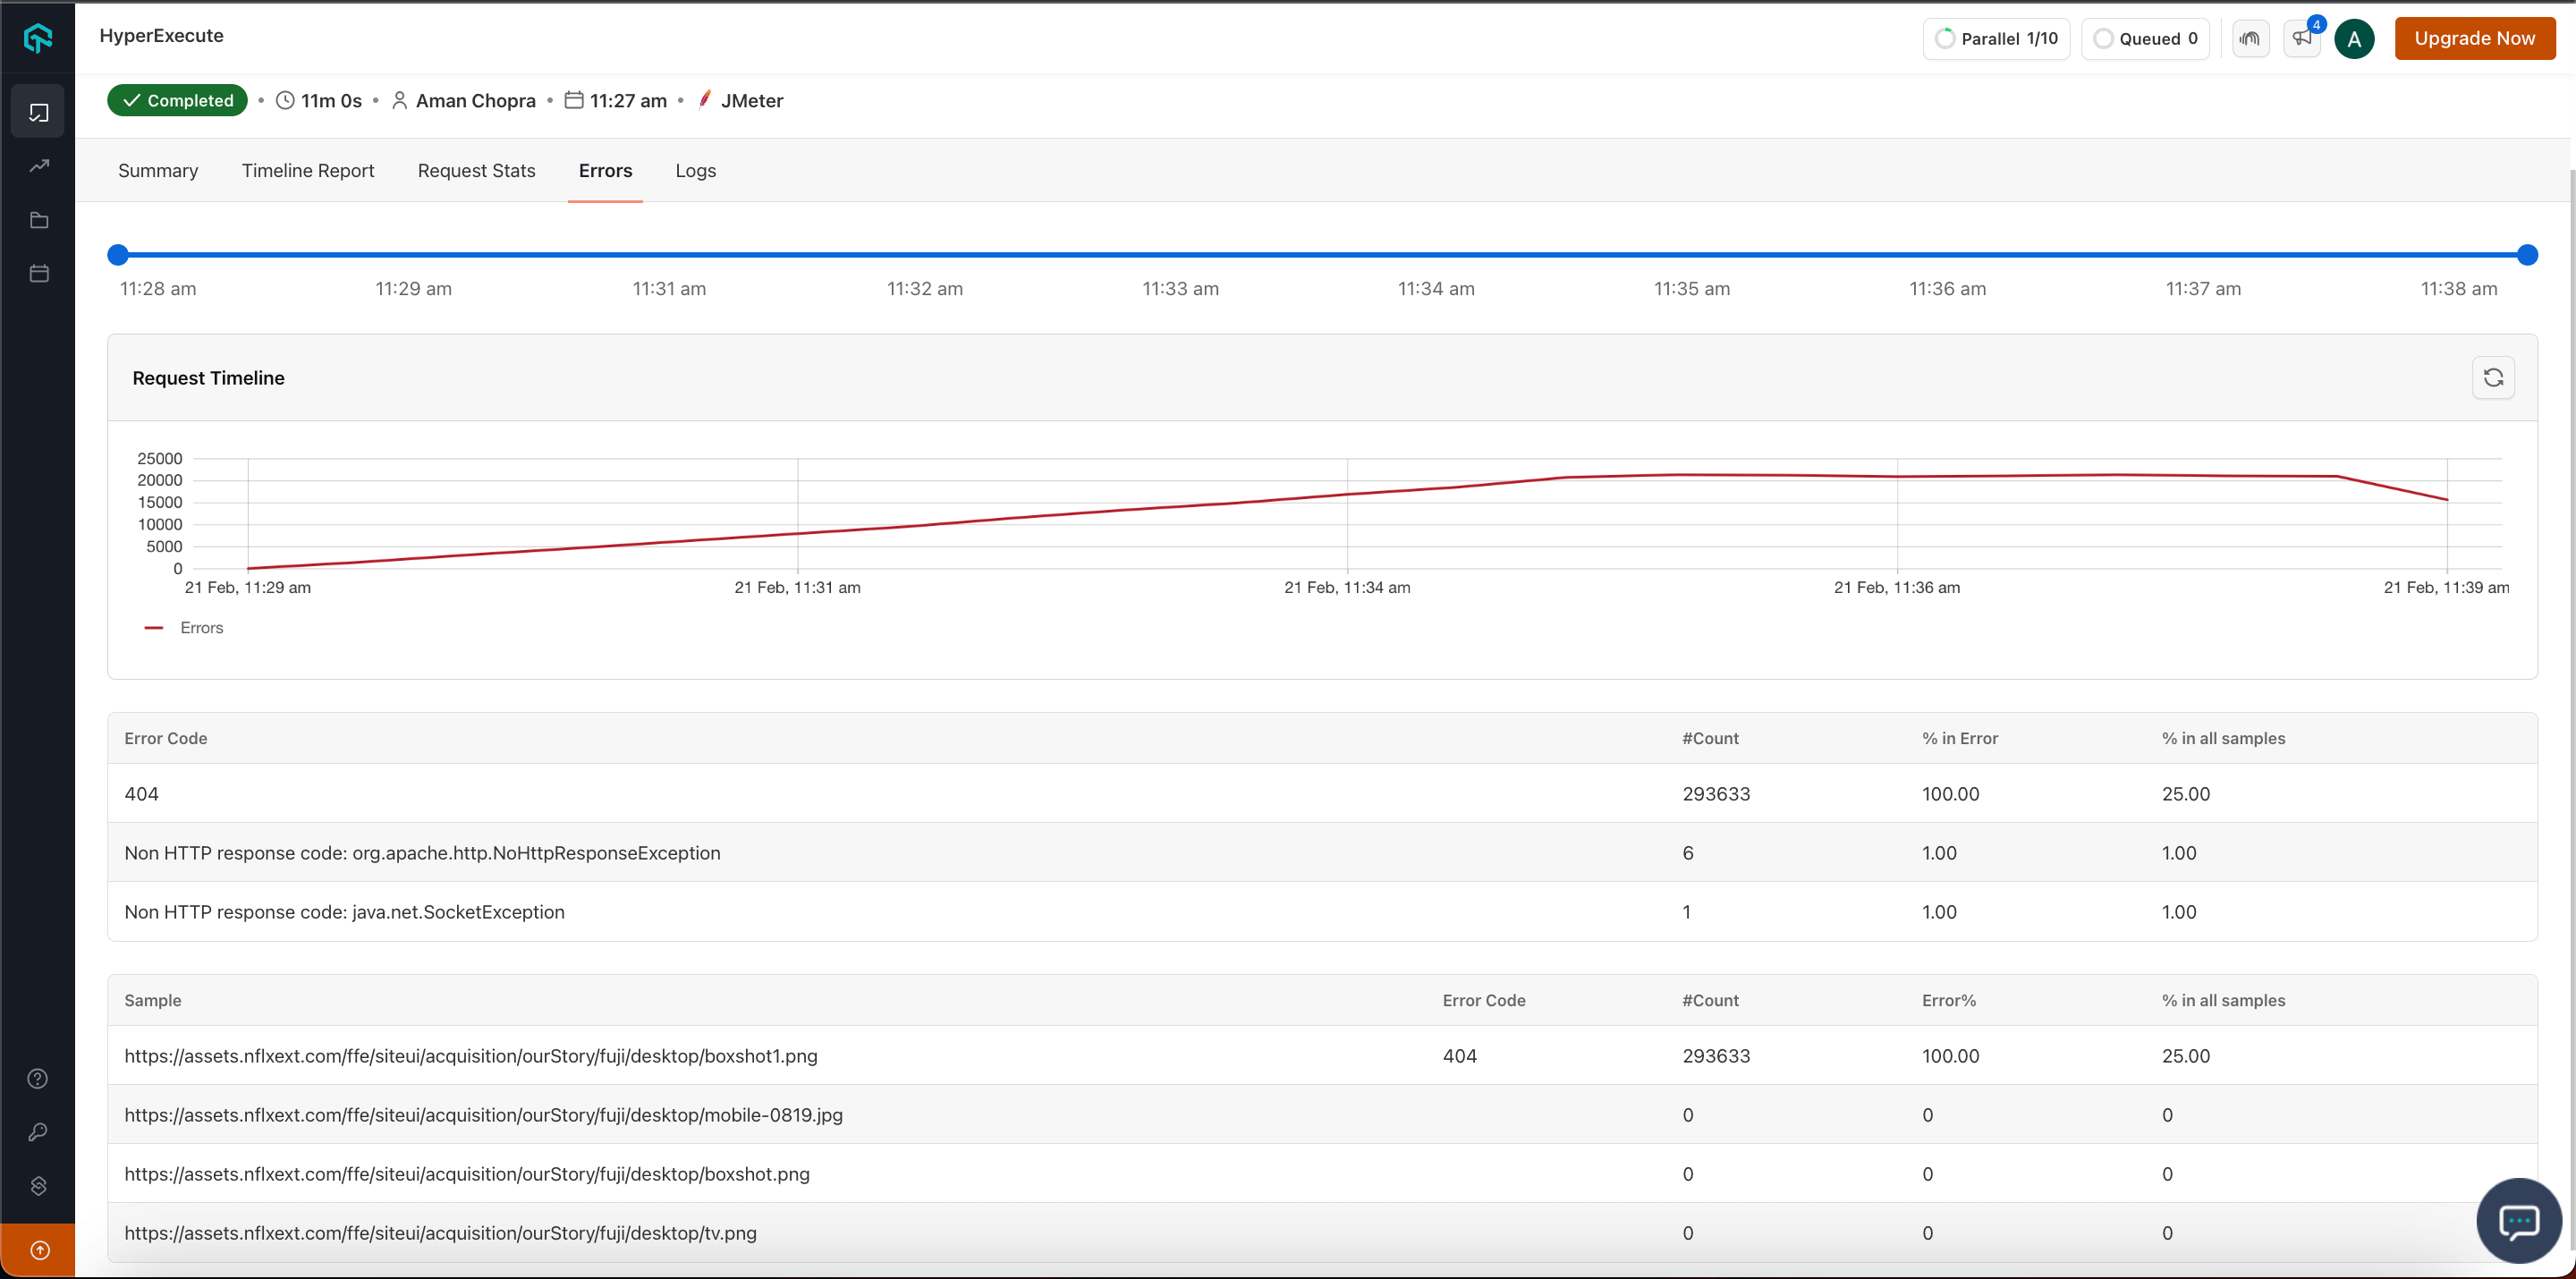 HyperExecute
Parallel 1/10
Queued 0
4
A
Upgrade Now
Completed • 11m 0s • Aman Chopra • 11:27 am • JMeter
Summary
Timeline Report
Request Stats
Errors
Logs
11:28 am 11:29 am 11:31 am 11:32 am 11:33 am 11:34 am 11:35 am 11:36 am 11:37 am 11:38 am
Request Timeline
25000
20000
15000
10000
5000
0
21 Feb, 11:29 am 21 Feb, 11:31 am 21 Feb, 11:34 am 21 Feb, 11:36 am 21 Feb, 11:39 am
Errors
Error Code #Count % in Error % in all samples
404 293633 100.00 25.00
Non HTTP response code: org.apache.http.NoHttpResponseException 6 1.00 1.00
Non HTTP response code: java.net.SocketException 1 1.00 1.00
Sample Error Code #Count Error% % in all samples
https://assets.nflxext.com/ffe/siteui/acquisition/ourStory/fuji/desktop/boxshot1.png 404 293633 100.00 25.00
https://assets.nflxext.com/ffe/siteui/acquisition/ourStory/fuji/desktop/mobile-0819.jpg 0 0 0
https://assets.nflxext.com/ffe/siteui/acquisition/ourStory/fuji/desktop/boxshot.png 0 0 0
https://assets.nflxext.com/ffe/siteui/acquisition/ourStory/fuji/desktop/tv.png 0 0 0